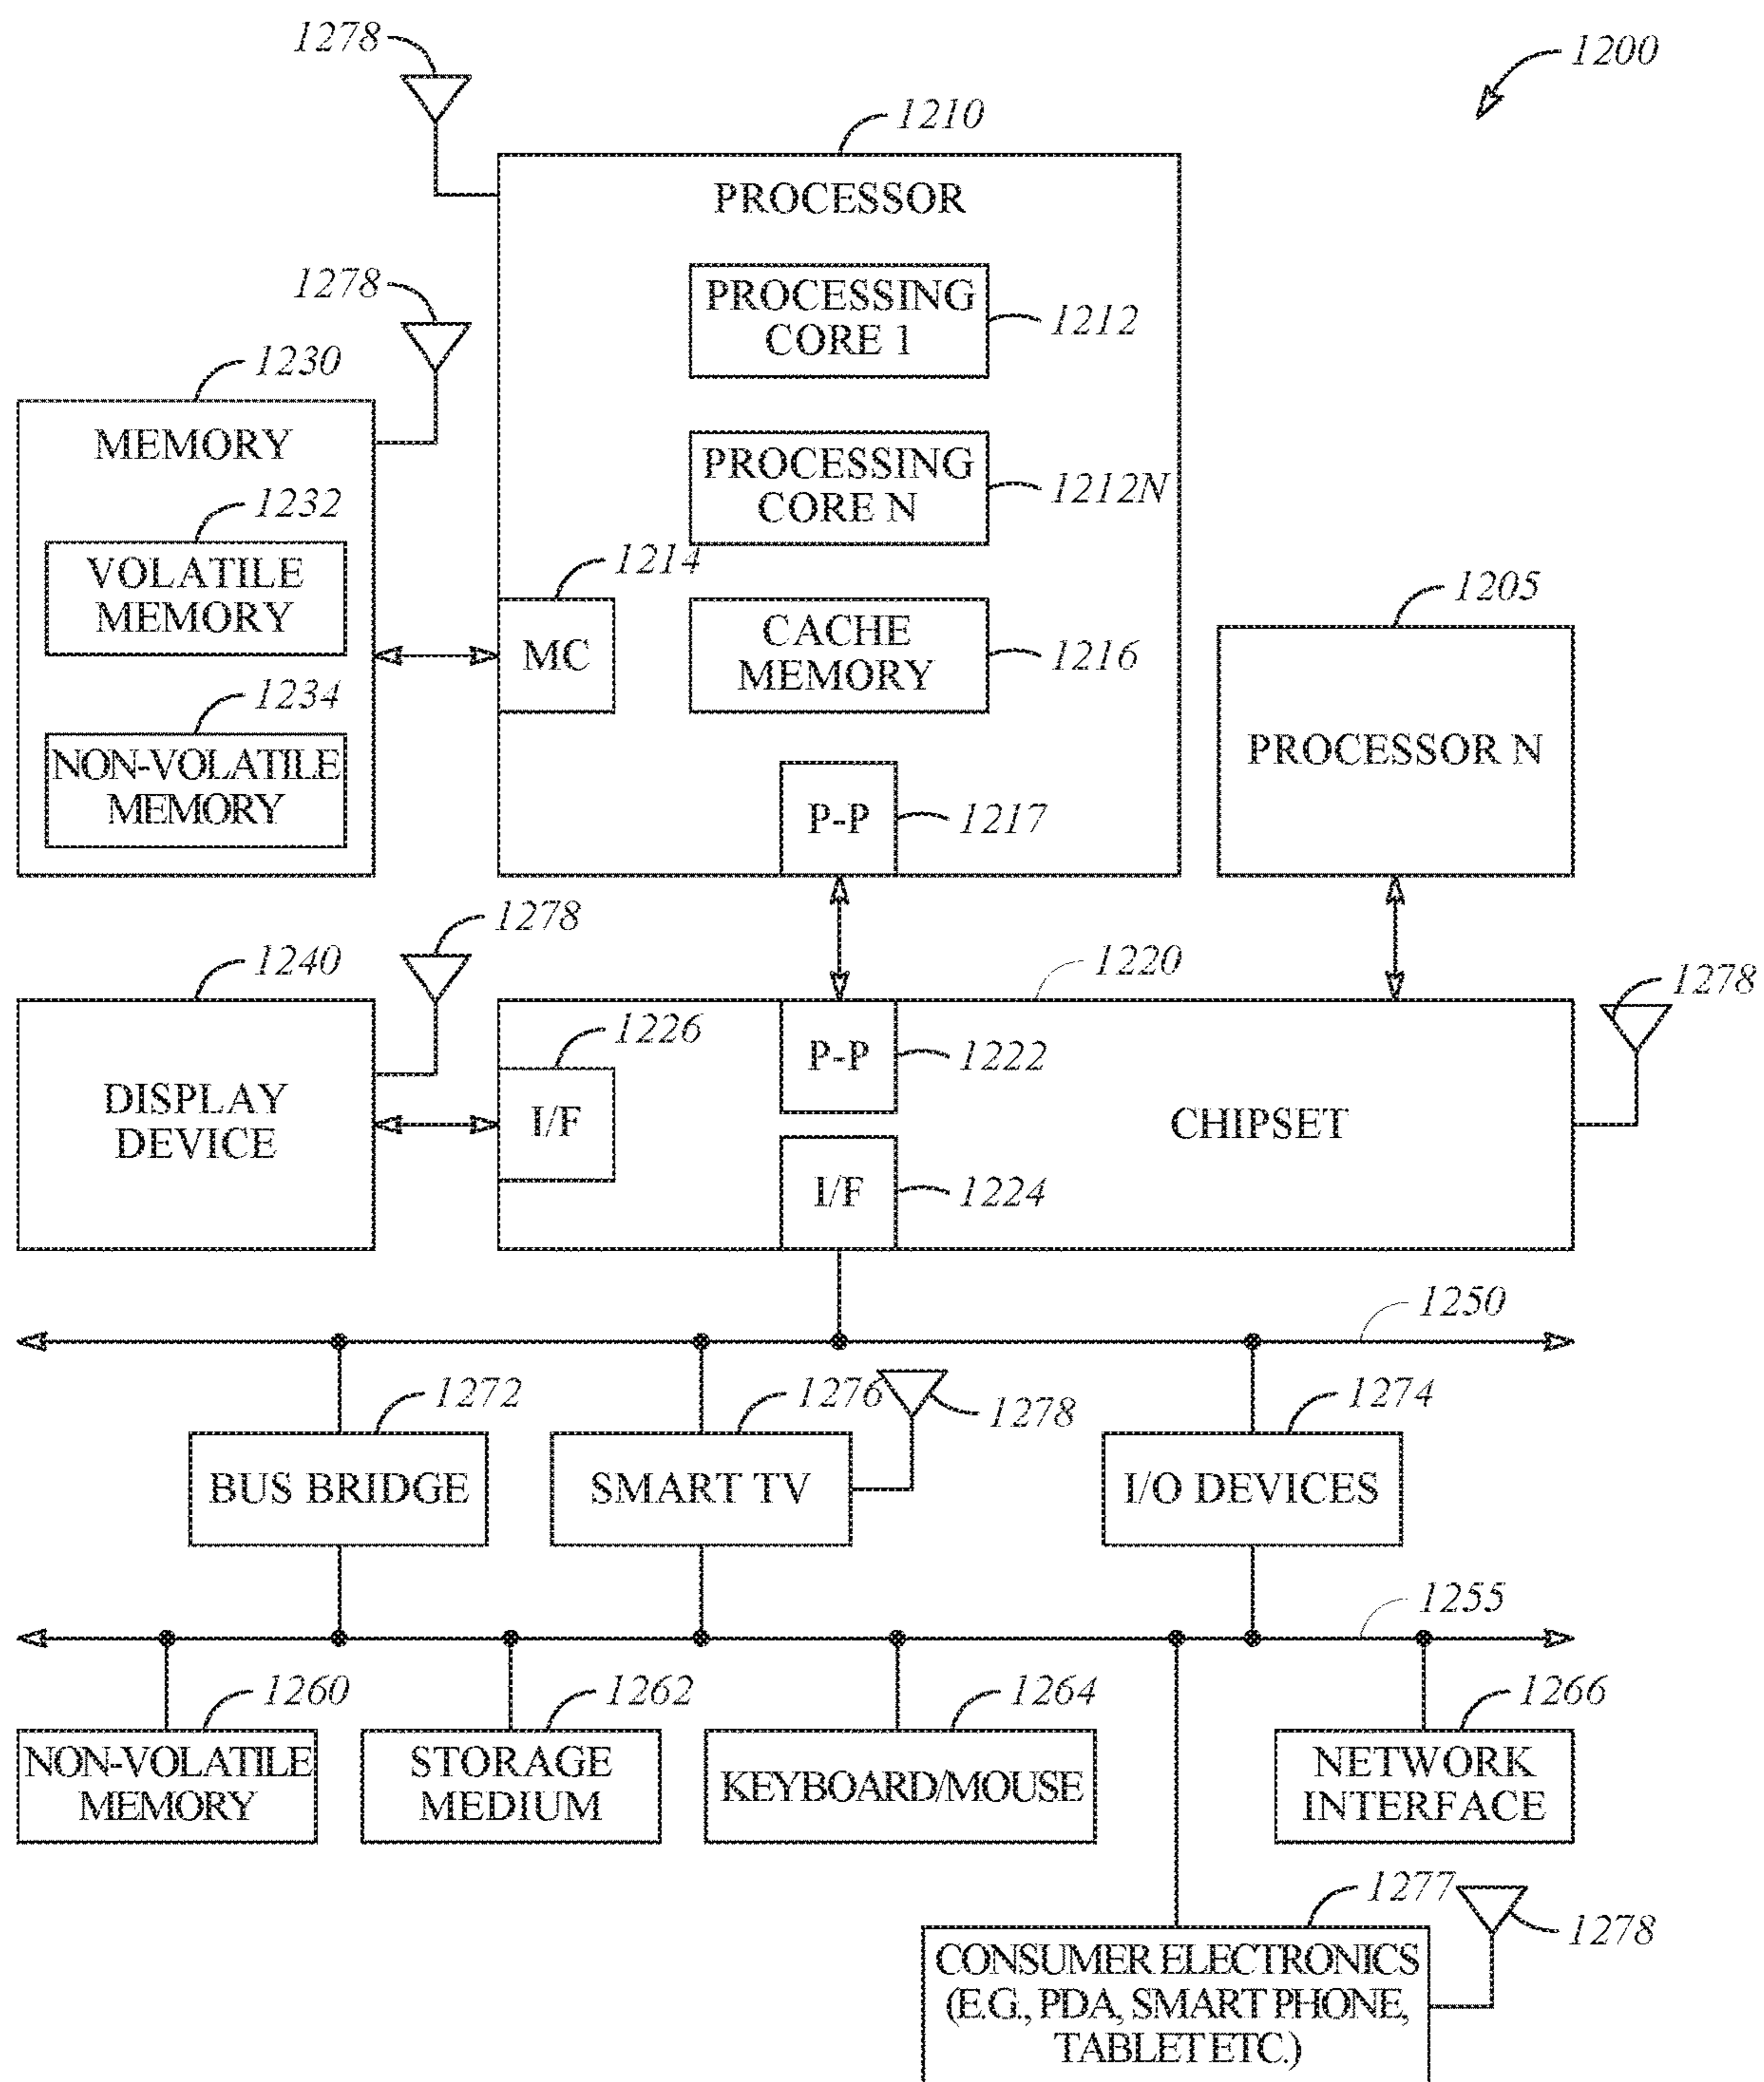 1278
1200
1210
PROCESSOR
PROCESSING
CORE 1
1212
1278
1230
MEMORY
PROCESSING
CORE N
1212N
1232
VOLATILE
MEMORY
1214
MC
CACHE
MEMORY
1216
1205
PROCESSOR N
1234
NON-VOLATILE
MEMORY
P-P
1217
1278
1240
DISPLAY
DEVICE
1220
1278
1226
I/F
P-P
1222
CHIPSET
I/F
1224
1250
1272
BUS BRIDGE
1276
SMART TV
1278
1274
I/O DEVICES
1255
1260
NON-VOLATILE
MEMORY
1262
STORAGE
MEDIUM
1264
KEYBOARD/MOUSE
1266
NETWORK
INTERFACE
1277
CONSUMER ELECTRONICS
(E.G., PDA, SMART PHONE,
TABLET ETC.)
1278